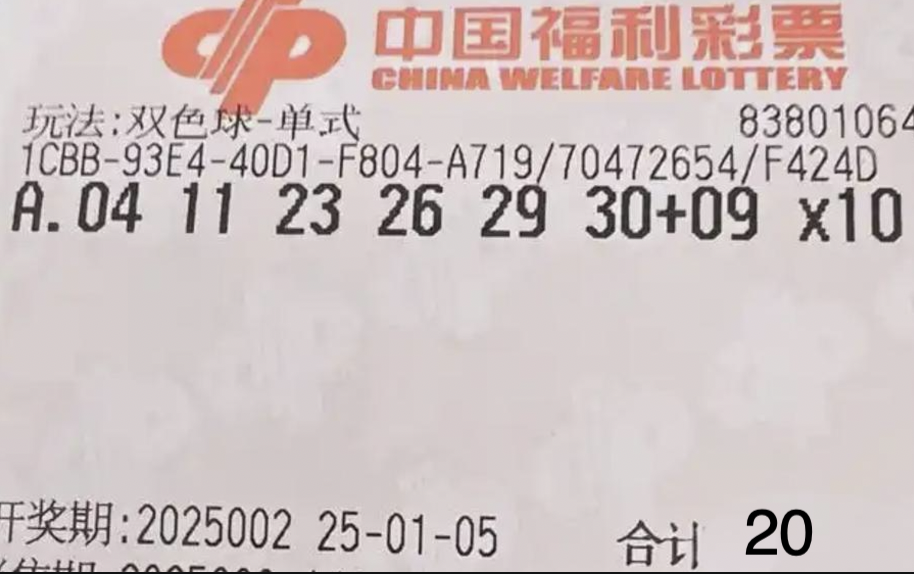 中国福利彩票
CHINA WELFARE LOTTERY
玩法:双色球-单式 83801064
1CBB-93E4-40D1-F804-A719/70472654/F424D
A.04 11 23 26 29 30+09 x10
开奖期:2025002 25-01-05 合计 20